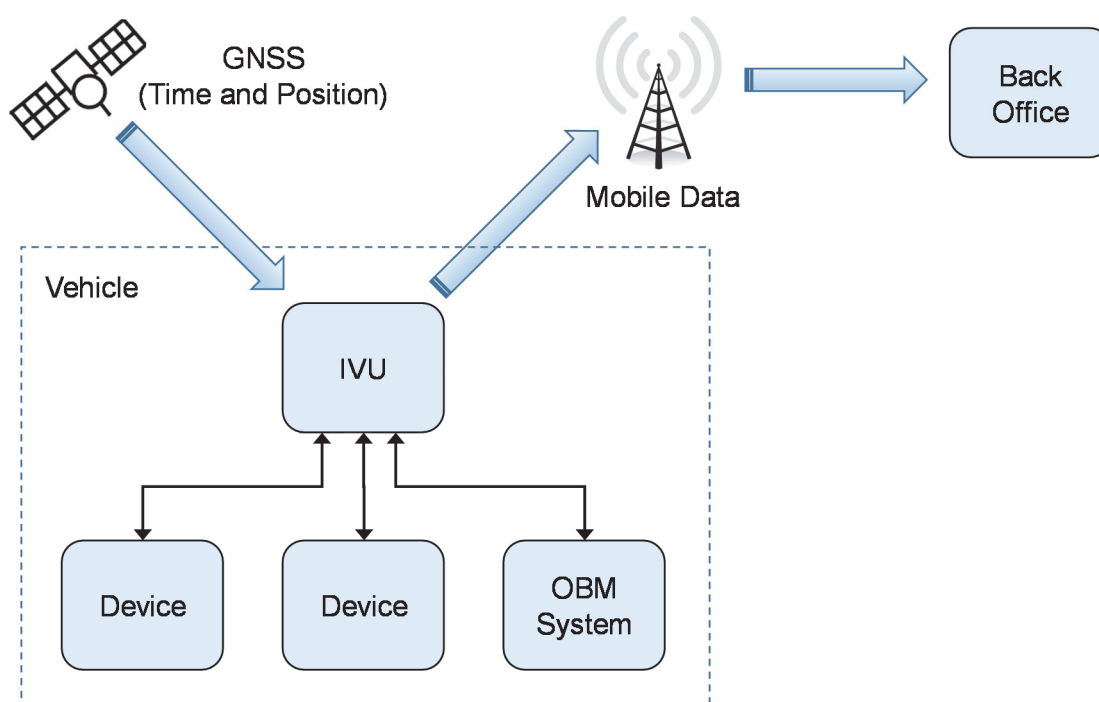 GNSS
(Time and Position)
Back
Office
Mobile Data
Vehicle
IVU
Device
Device
OBM
System